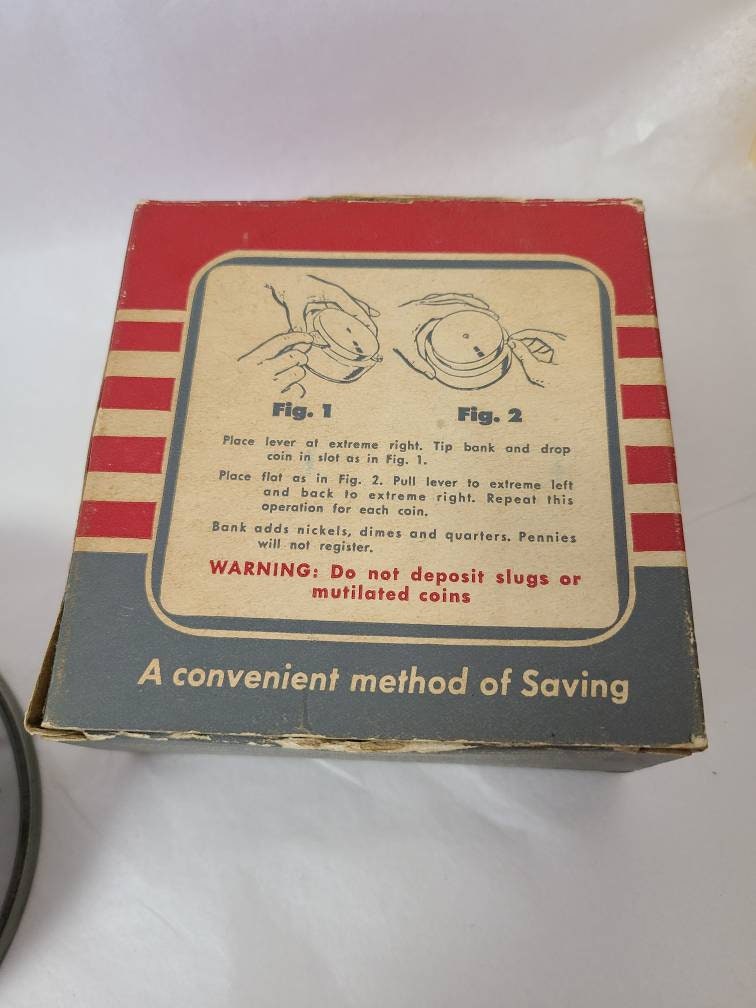 Fig. 1
Fig. 2
Place lever at extreme right. Tip bank and drop
coin in slot as in Fig. 1.
Place flat as in Fig. 2. Pull lever to extreme left
and back to extreme right. Repeat this
operation for each coin.
Bank adds nickels, dimes and quarters. Pennies
will not register.
WARNING: Do not deposit slugs or
mutilated coins
A convenient method of Saving